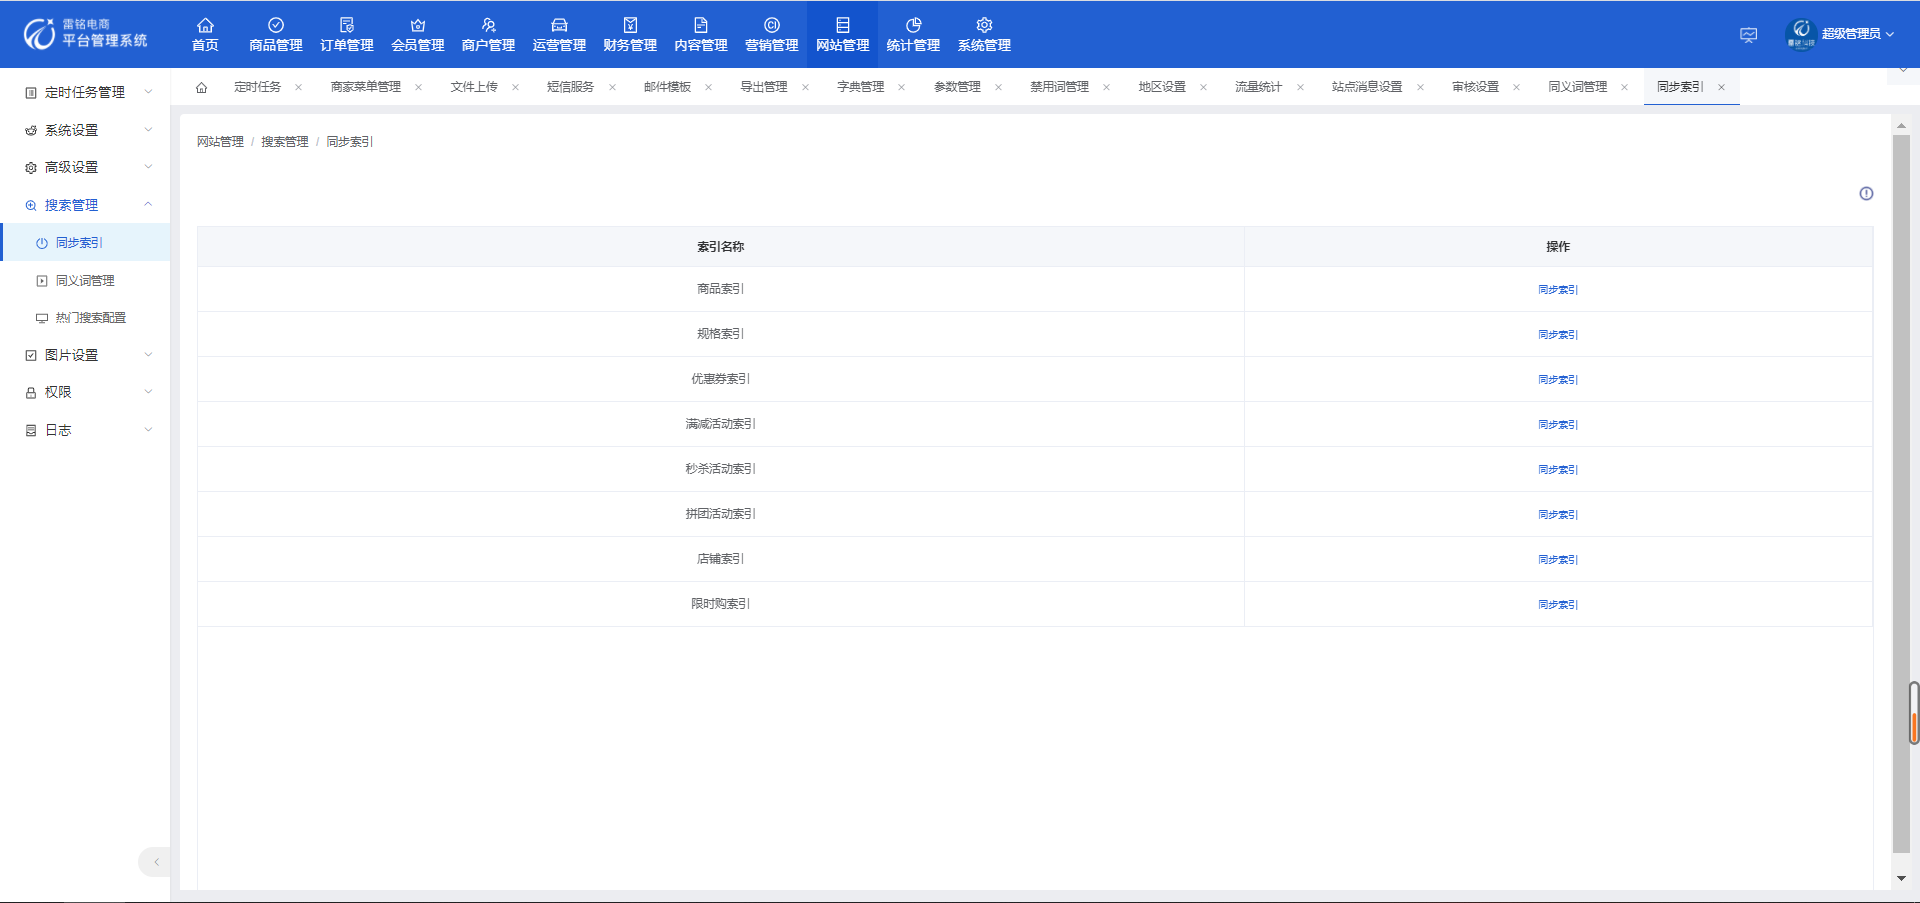 雷铭电商
平台管理系统
首页
商品管理
订单管理
会员管理
商户管理
运营管理
财务管理
内容管理
营销管理
网站管理
统计管理
系统管理
超级管理员
定时任务
商家菜单管理
文件上传
短信服务
邮件模板
导出管理
字典管理
参数管理
禁用词管理
地区设置
流量统计
站点消息设置
审核设置
同义词管理
同步索引
定时任务管理
系统设置
高级设置
搜索管理
同步索引
同义词管理
热门搜索配置
图片设置
权限
日志
网站管理 / 搜索管理 / 同步索引
索引名称 操作
商品索引 同步索引
规格索引 同步索引
优惠券索引 同步索引
满减活动索引 同步索引
秒杀活动索引 同步索引
拼团活动索引 同步索引
店铺索引 同步索引
限时购索引 同步索引